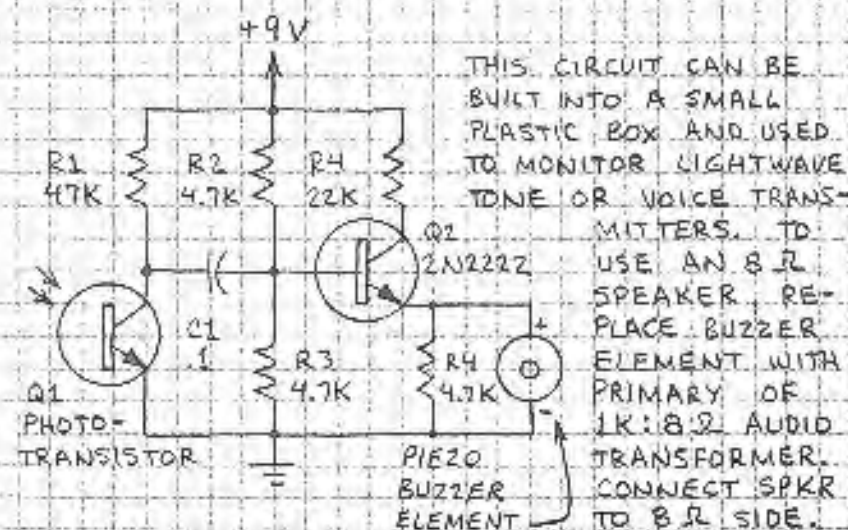 +9V
THIS CIRCUIT CAN BE
BUILT INTO A SMALL
PLASTIC BOX AND USED
TO MONITOR LIGHTWAVE
TONE OR VOICE TRANS-
MITTERS. TO
USE AN 8Ω
SPEAKER RE-
PLACE BUZZER
ELEMENT WITH
PRIMARY OF
1K:8Ω AUDIO
TRANSFORMER.
CONNECT SPKR
TO 8Ω SIDE
R1
47K
R2
4.7K
R4
22K
Q2
2N2222
C1
.1
R3
4.7K
R4
4.7K
+
-
Q1
PHOTO-
TRANSISTOR
PIEZO
BUZZER
ELEMENT